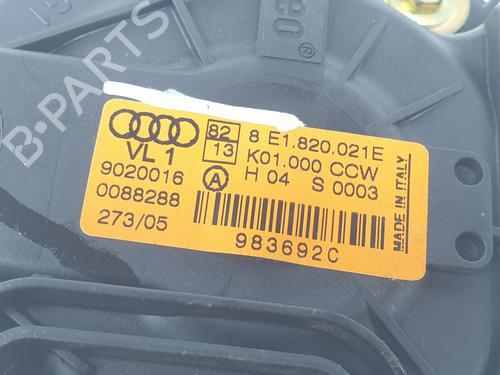 B-PARTS
82
13
8 E1.820.021E
K01.000 CCW
H 04 S 0003
VL 1
9020016
A
0088288
273/05
983692C
MADE IN ITALY